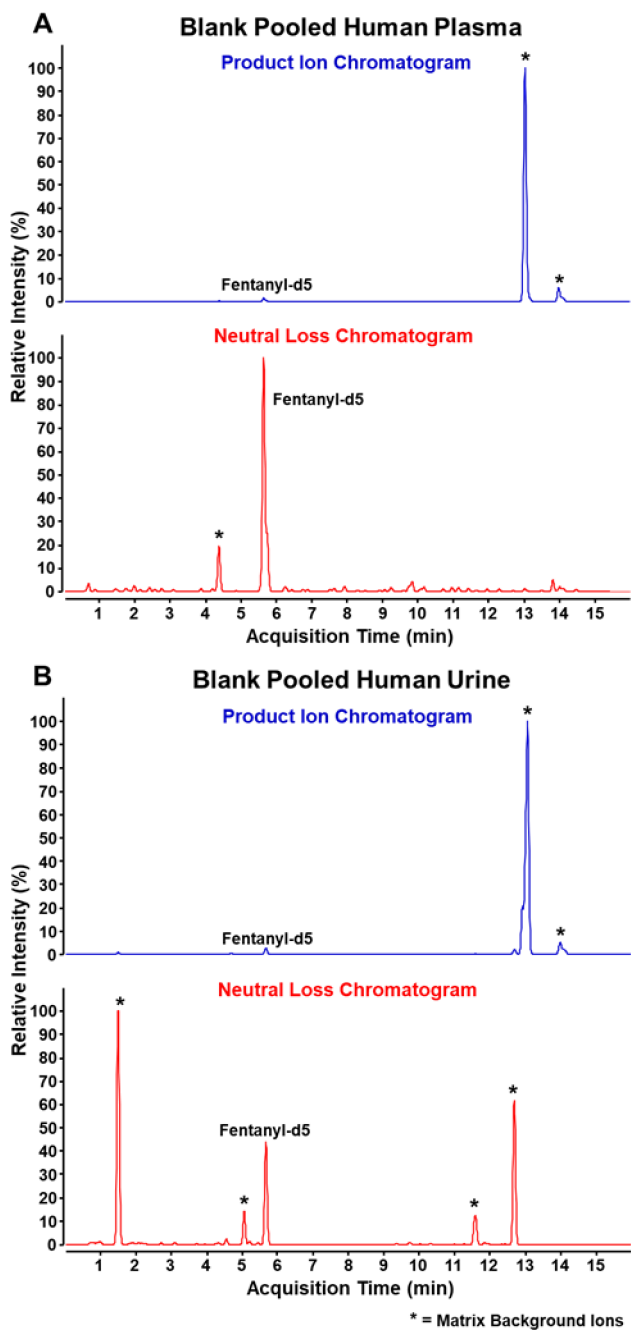 A
Blank Pooled Human Plasma
Product Ion Chromatogram
*
100
90
80
70
60
50
40
30
20
10
0
Fentanyl-d5
*
Relative Intensity (%)
Neutral Loss Chromatogram
100
90
80
70
60
50
40
30
20
10
0
Fentanyl-d5
*
1 2 3 4 5 6 7 8 9 10 11 12 13 14 15
Acquisition Time (min)
B
Blank Pooled Human Urine
Product Ion Chromatogram
*
100
90
80
70
60
50
40
30
20
10
0
Fentanyl-d5
*
Relative Intensity (%)
Neutral Loss Chromatogram
*
100
90
80
70
60
50
40
30
20
10
0
*
Fentanyl-d5
*
*
1 2 3 4 5 6 7 8 9 10 11 12 13 14 15
Acquisition Time (min)
* = Matrix Background Ions